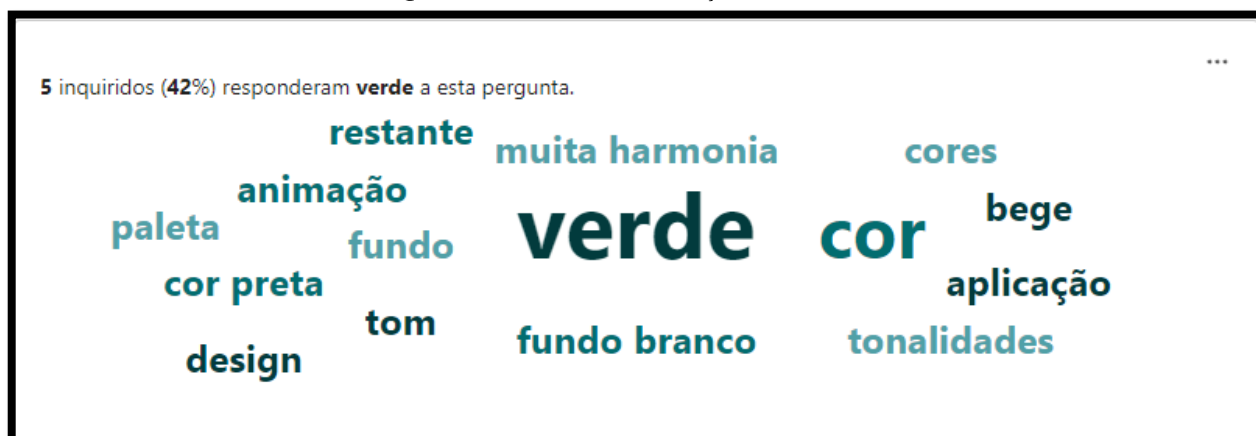 ...
5 inquiridos (42%) responderam verde a esta pergunta.
restante
muita harmonia
cores
animação
bege
paleta
fundo
verde
cor
cor preta
aplicação
tom
fundo branco
tonalidades
design